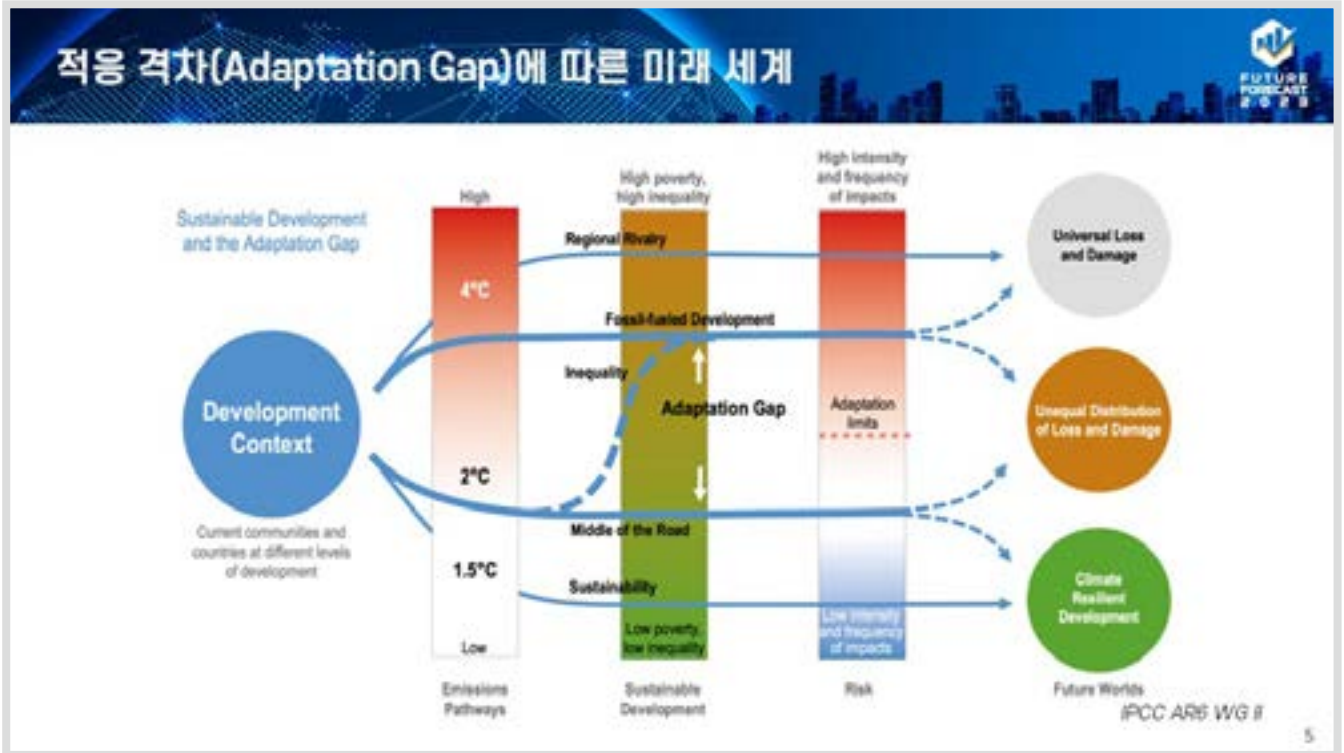 적응 격차(Adaptation Gap)에 따른 미래 세계
FUTURE
FORECAST
2023
Sustainable Development
and the Adaptation Gap
High
High poverty,
high inequality
High intensity
and frequency
of impacts
Regional Rivalry
Universal Loss
and Damage
4°C
Fossil-fueled Development
Inequality
Adaptation Gap
Adaptation
limits
Development
Context
Unequal Distribution
of Loss and Damage
2°C
Current communities and
countries at different levels
of development
Middle of the Road
1.5°C
Sustainability
Climate
Resilient
Development
Low
Low poverty,
low inequality
Low intensity
and frequency
of impacts
Emissions
Pathways
Sustainable
Development
Risk
Future Worlds
IPCC AR6 WG II
5